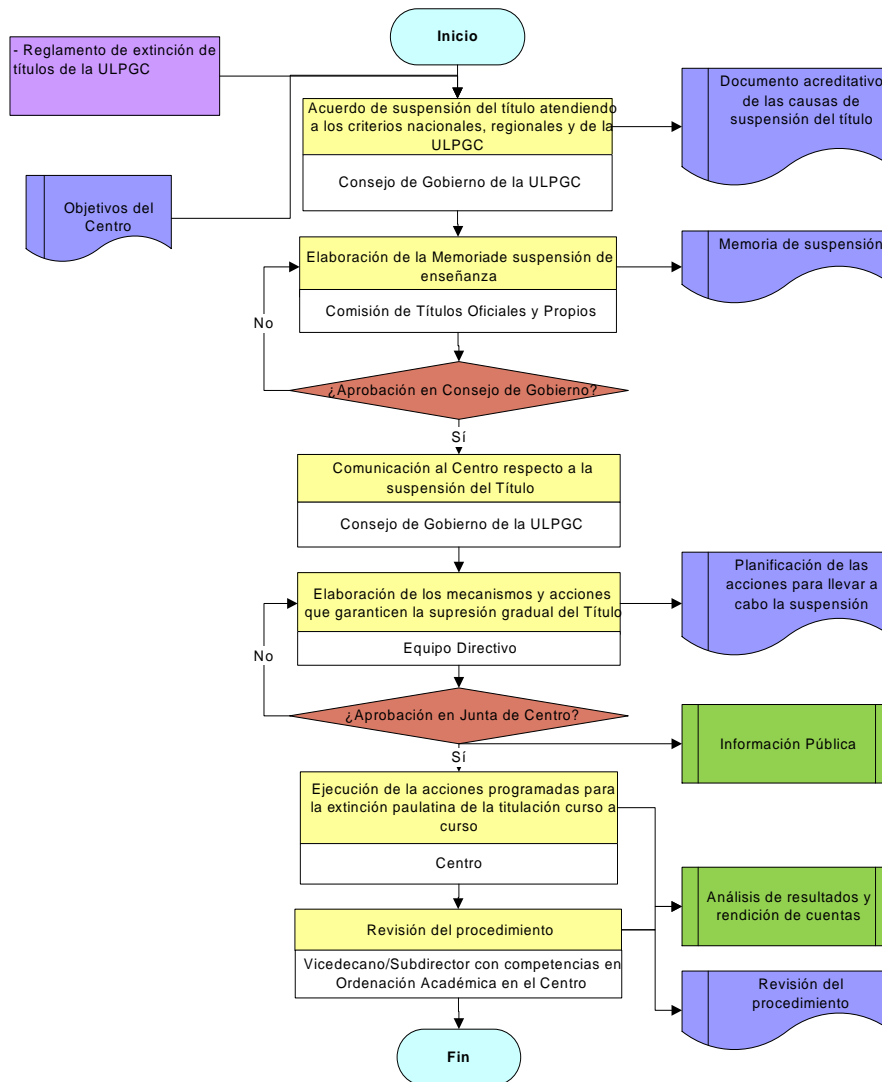 Inicio
- Reglamento de extinción de
títulos de la ULPGC
Acuerdo de suspensión del título atendiendo
a los criterios nacionales, regionales y de la
ULPGC
Consejo de Gobierno de la ULPGC
Documento acreditativo
de las causas de
suspensión del título
Objetivos del
Centro
Elaboración de la Memoriade suspensión de
enseñanza
Comisión de Títulos Oficiales y Propios
Memoria de suspensión
No
¿Aprobación en Consejo de Gobierno?
Sí
Comunicación al Centro respecto a la
suspensión del Título
Consejo de Gobierno de la ULPGC
Elaboración de los mecanismos y acciones
que garanticen la supresión gradual del Título
Equipo Directivo
Planificación de las
acciones para llevar a
cabo la suspensión
No
¿Aprobación en Junta de Centro?
Sí
Información Pública
Ejecución de la acciones programadas para
la extinción paulatina de la titulación curso a
curso
Centro
Análisis de resultados y
rendición de cuentas
Revisión del procedimiento
Vicedecano/Subdirector con competencias en
Ordenación Académica en el Centro
Revisión del
procedimiento
Fin